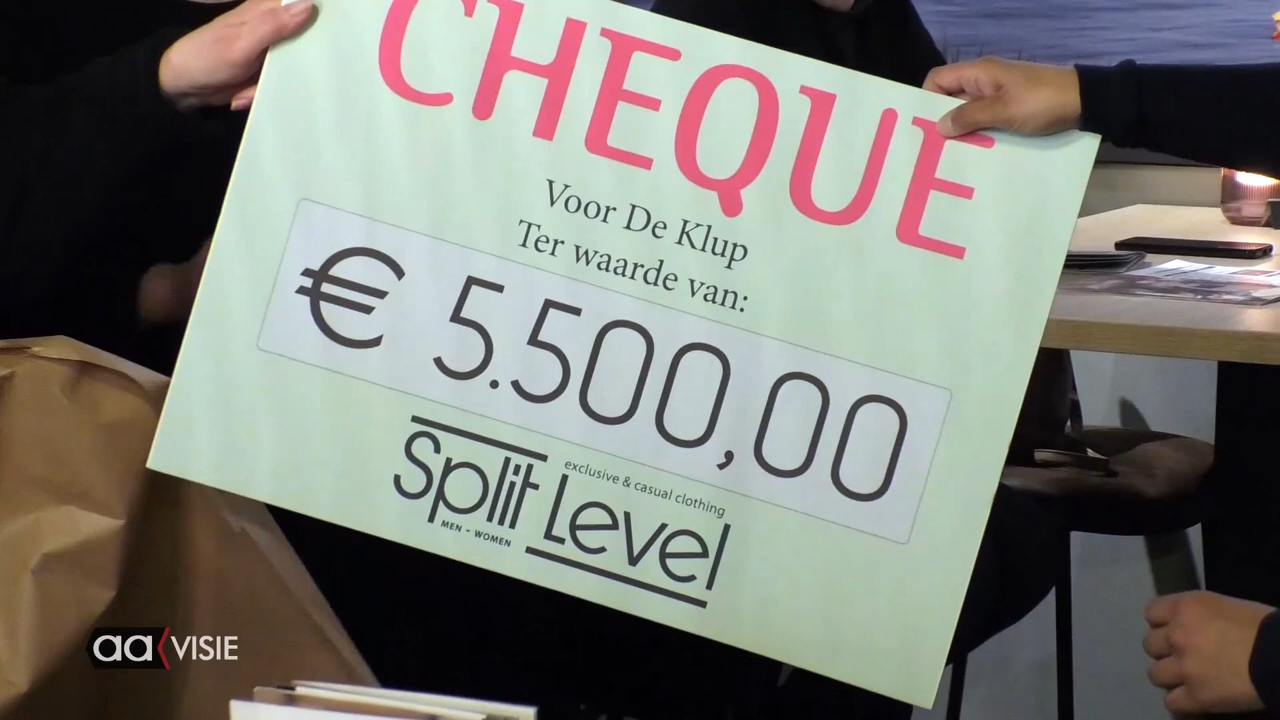 CHEQUE
Voor De Klup
Ter waarde van:
€ 5.500,00
Split Level
exclusive & casual clothing
MEN - WOMEN
aa VISIE